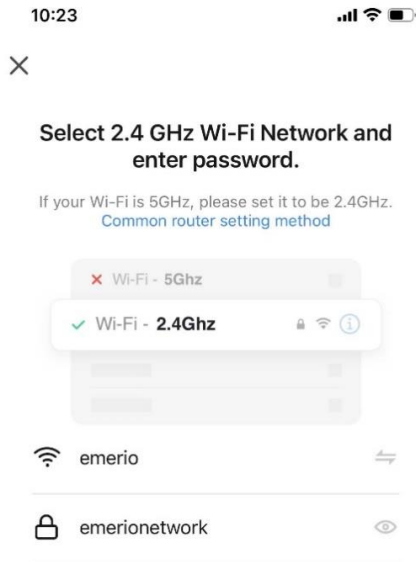 10:23
Select 2.4 GHz Wi-Fi Network and
enter password.
If your Wi-Fi is 5GHz, please set it to be 2.4GHz.
Common router setting method
Wi-Fi - 5Ghz
Wi-Fi - 2.4Ghz
emerio
emerionetwork